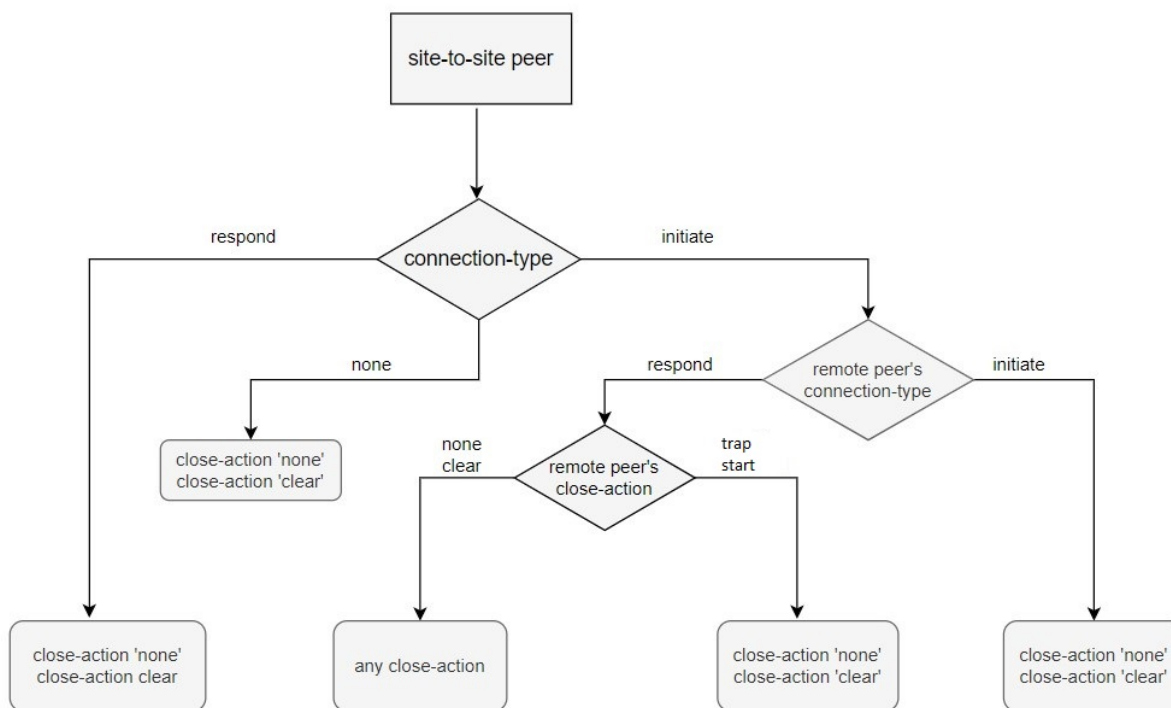 site-to-site peer
respond
connection-type
initiate
none
respond
remote peer's
connection-type
initiate
close-action 'none'
close-action 'clear'
none
clear
remote peer's
close-action
trap
start
close-action 'none'
close-action clear
any close-action
close-action 'none'
close-action 'clear'
close-action 'none'
close-action 'clear'